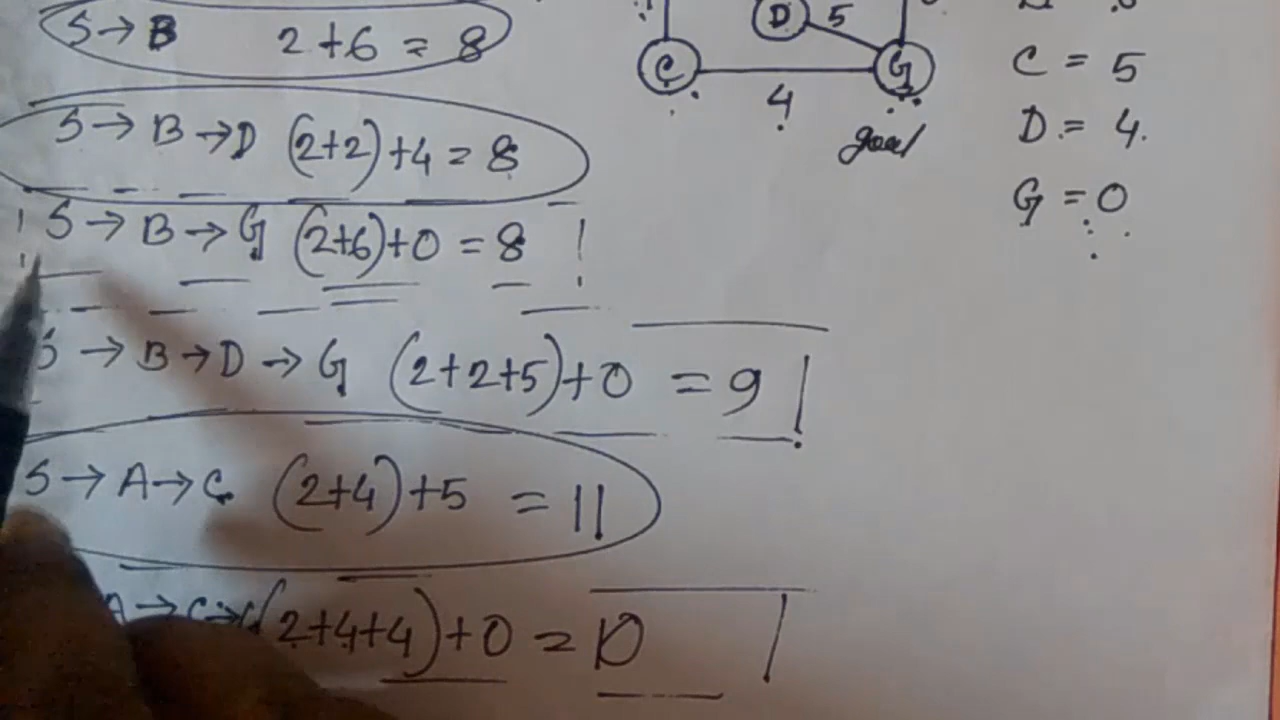 S → B 2 + 6 = 8
S → B → D (2+2) + 4 = 8
S → B → G (2+6) + 0 = 8
S → B → D → G (2+2+5) + 0 = 9
S → A → C (2+4) + 5 = 11
A → C → (2+4+4) + 0 = 10
D 5
C G
4
goal
C = 5
D = 4
G = 0